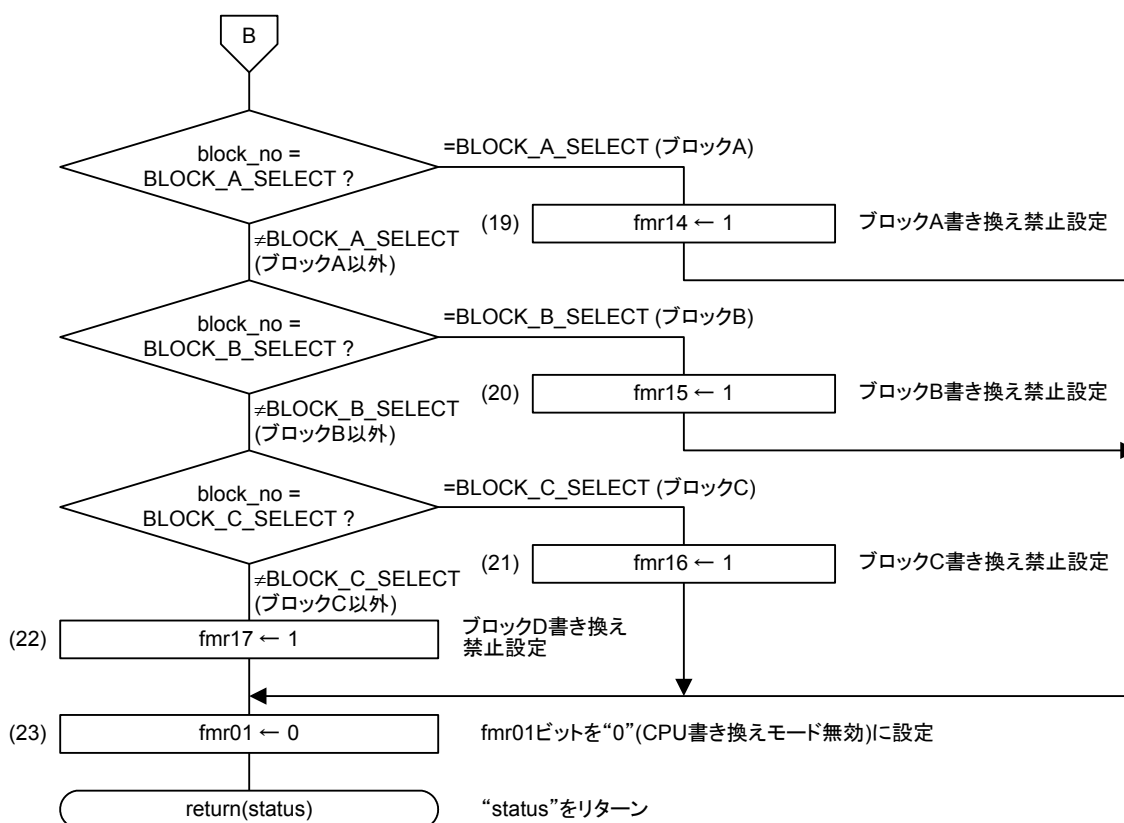 B
block_no =
BLOCK_A_SELECT ?
=BLOCK_A_SELECT (ブロックA)
(19)
fmr14 ← 1
ブロックA書き換え禁止設定
≠BLOCK_A_SELECT
(ブロックA以外)
block_no =
BLOCK_B_SELECT ?
=BLOCK_B_SELECT (ブロックB)
(20)
fmr15 ← 1
ブロックB書き換え禁止設定
≠BLOCK_B_SELECT
(ブロックB以外)
block_no =
BLOCK_C_SELECT ?
=BLOCK_C_SELECT (ブロックC)
(21)
fmr16 ← 1
ブロックC書き換え禁止設定
≠BLOCK_C_SELECT
(ブロックC以外)
(22)
fmr17 ← 1
ブロックD書き換え
禁止設定
(23)
fmr01 ← 0
fmr01ビットを“0”(CPU書き換えモード無効)に設定
return(status)
“status”をリターン